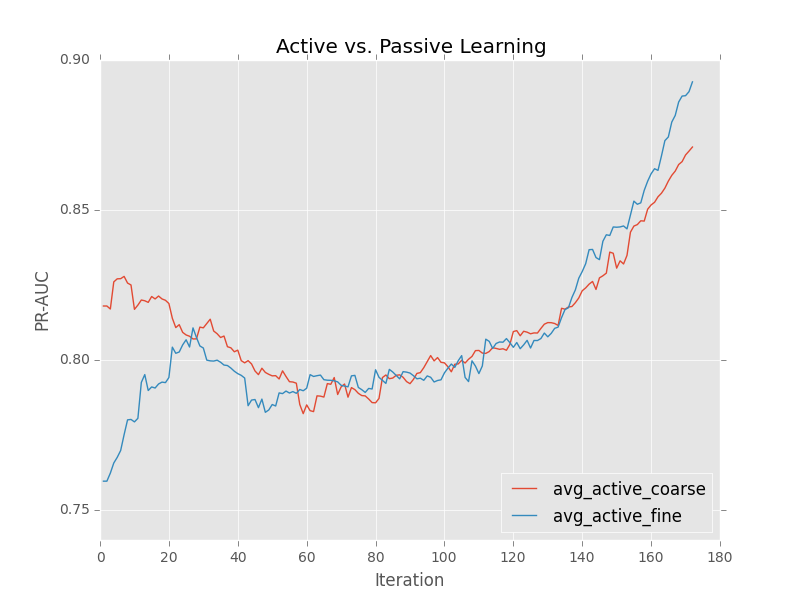 Active vs. Passive Learning
0.90
0.85
0.80
0.75
PR-AUC
0 20 40 60 80 100 120 140 160 180
Iteration
avg_active_coarse
avg_active_fine